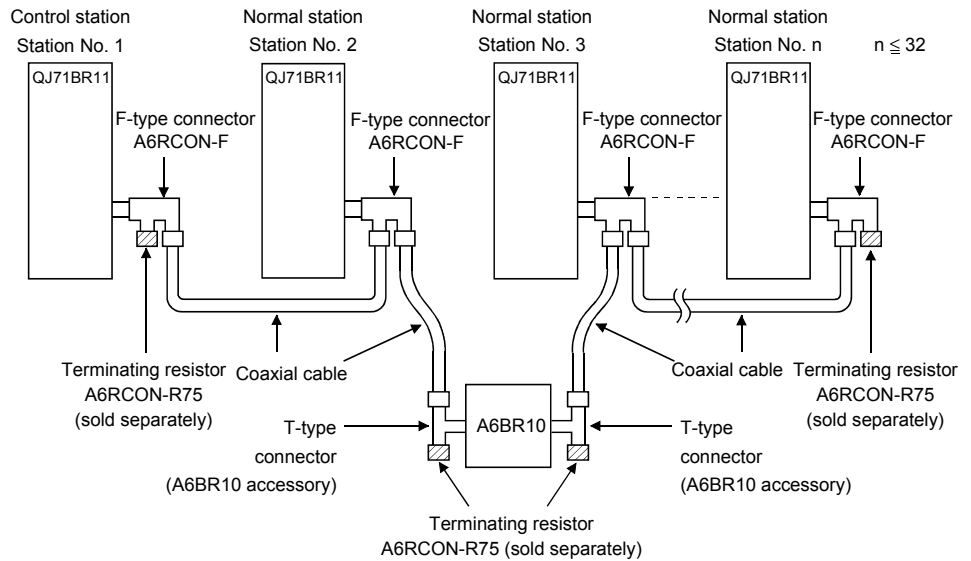 Control station
Station No. 1
Normal station
Station No. 2
Normal station
Station No. 3
Normal station
Station No. n
n ≦ 32
QJ71BR11
QJ71BR11
QJ71BR11
QJ71BR11
F-type connector
A6RCON-F
F-type connector
A6RCON-F
F-type connector
A6RCON-F
F-type connector
A6RCON-F
Terminating resistor
A6RCON-R75
(sold separately)
Coaxial cable
Coaxial cable
Terminating resistor
A6RCON-R75
(sold separately)
T-type
connector
(A6BR10 accessory)
A6BR10
T-type
connector
(A6BR10 accessory)
Terminating resistor
A6RCON-R75 (sold separately)